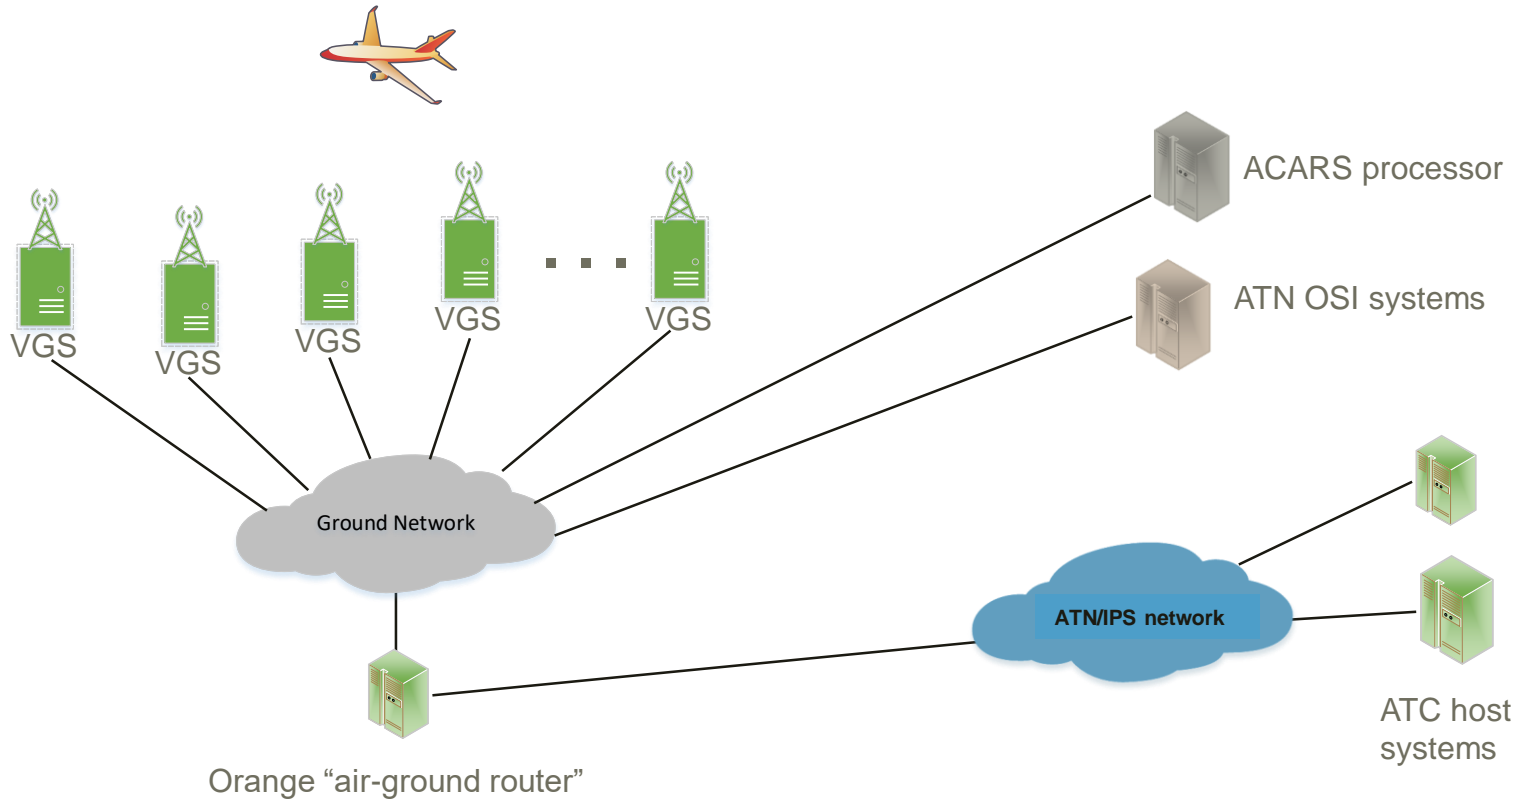 ACARS processor
ATN OSI systems
VGS
VGS
VGS
VGS
VGS
Ground Network
ATN/IPS network
ATC host
systems
Orange “air-ground router”